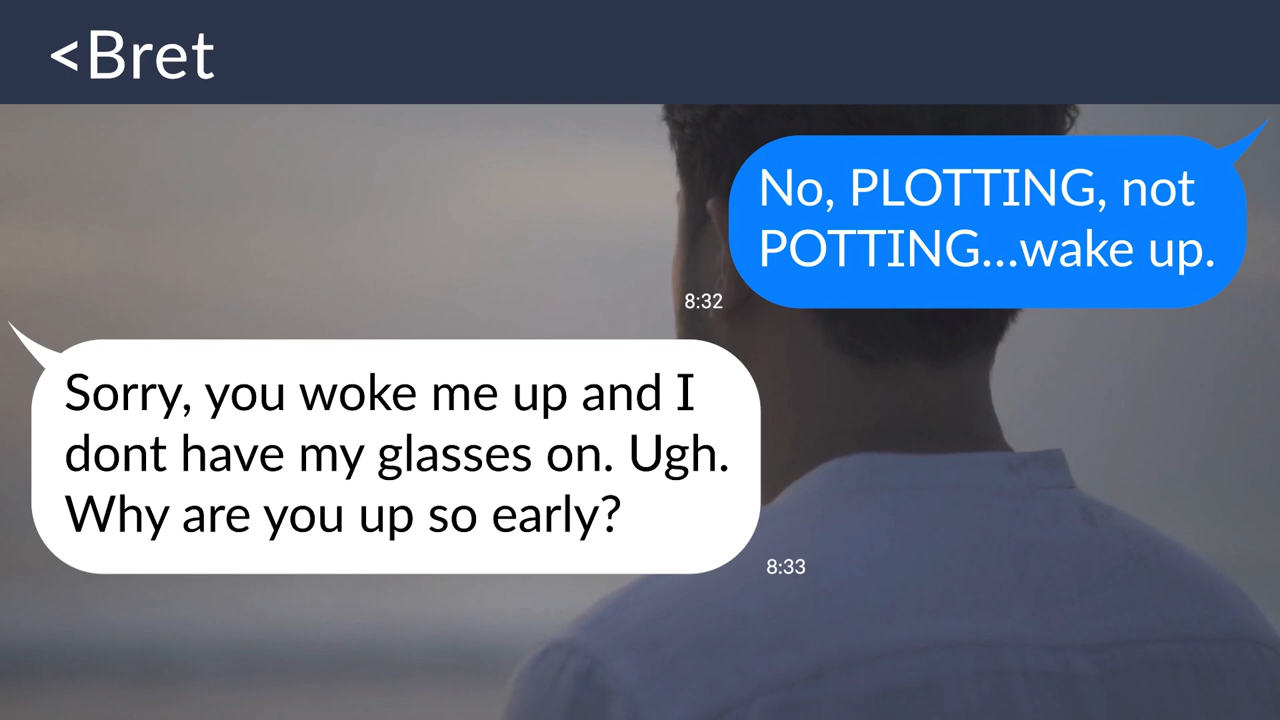 <Bret
No, PLOTTING, not
POTTING...wake up.
8:32
Sorry, you woke me up and I
dont have my glasses on. Ugh.
Why are you up so early?
8:33